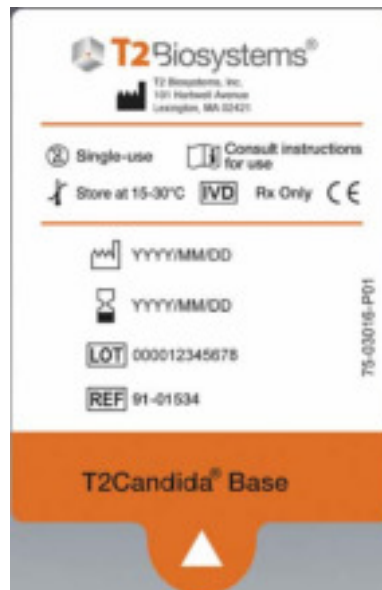 T2Biosystems®
T2 Biosystems, Inc.
101 Hartwell Avenue
Lexington, MA 02421
Single-use
Consult instructions
for use
Store at 15-30°C IVD Rx Only CE
YYYY/MM/DD
YYYY/MM/DD
LOT 000012345678
REF 91-01534
75-03016-P01
T2Candida® Base